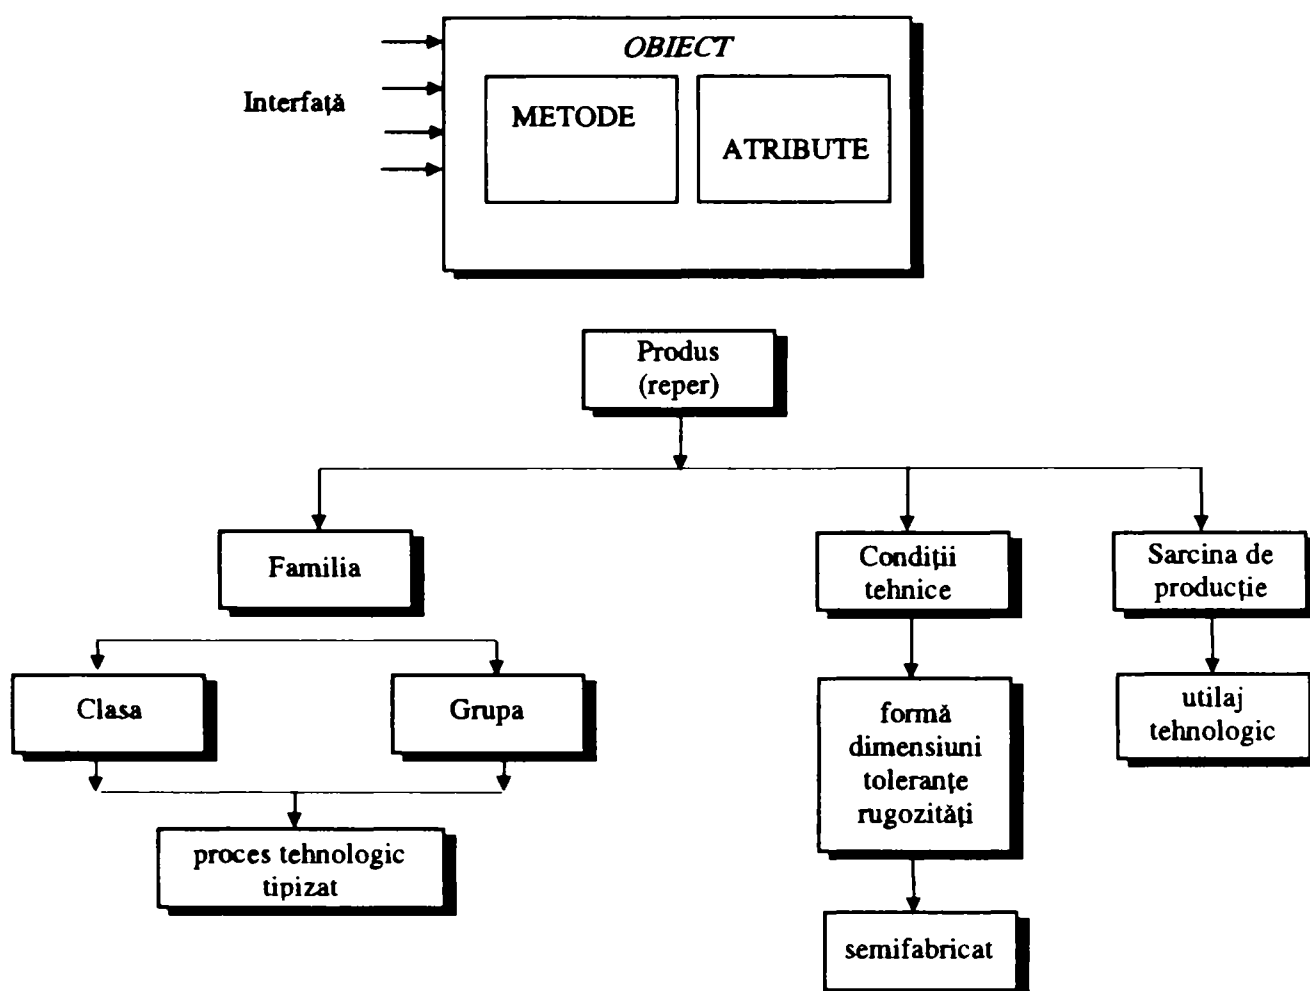 OBIECT
Interfață
METODE
ATRIBUTE
Produs
(reper)
Familia
Condiții
tehnice
Sarcina de
producție
Clasa
Grupa
formă
dimensiuni
toleranțe
rugozități
utilaj
tehnologic
proces tehnologic
tipizat
semifabricat